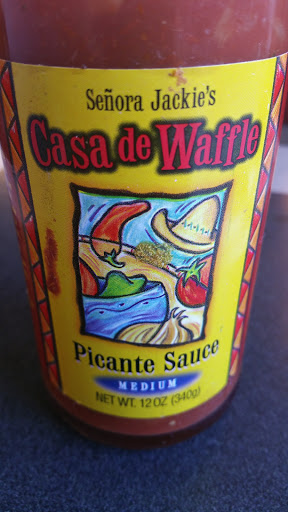 Señora Jackie's
Casa de Waffle
Picante Sauce
MEDIUM
NET WT. 12 OZ (340g)